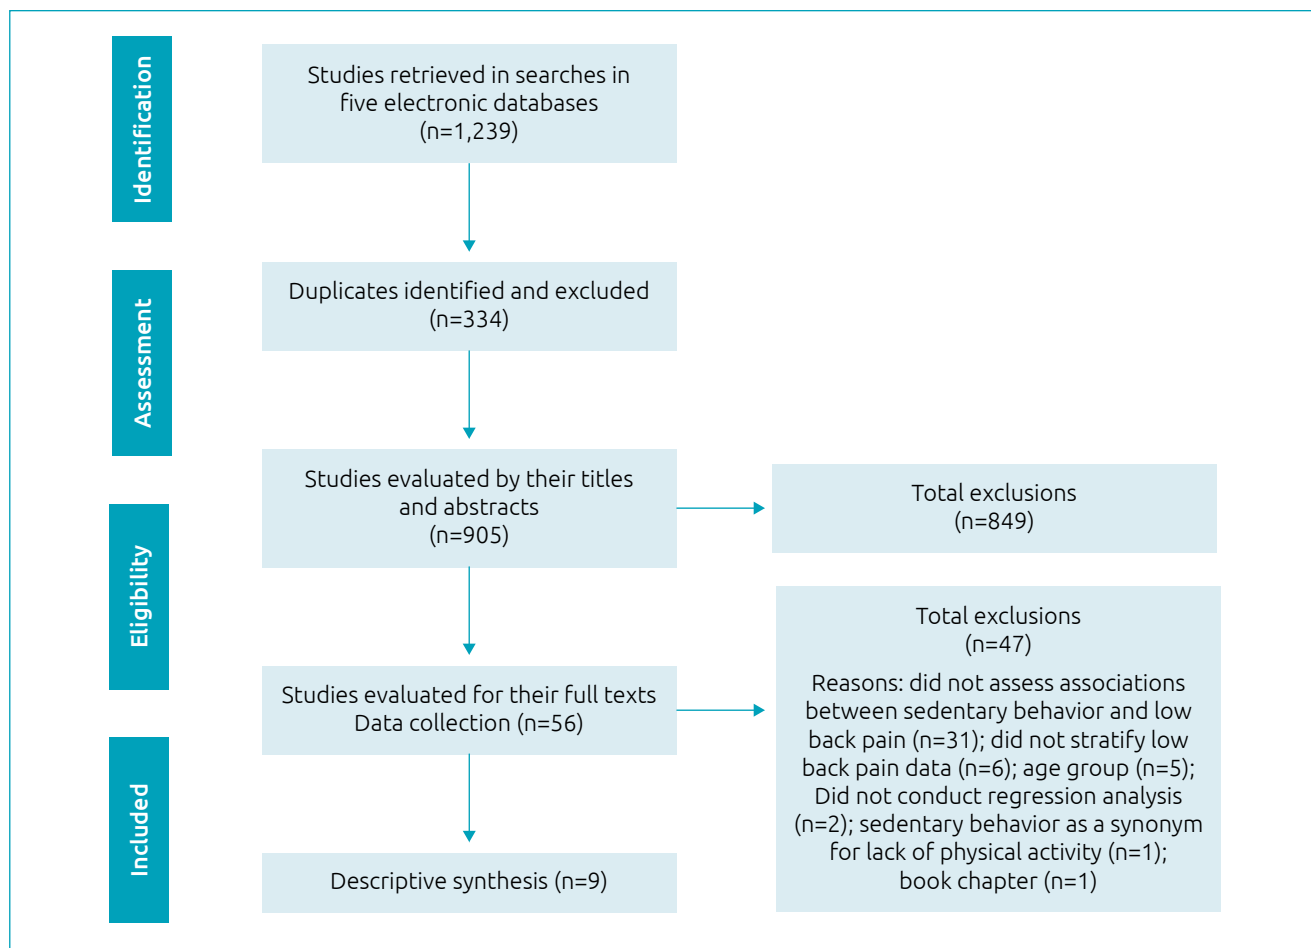 Identification
Studies retrieved in searches in
five electronic databases
(n=1,239)
Assessment
Duplicates identified and excluded
(n=334)
Studies evaluated by their titles
and abstracts
(n=905)
Total exclusions
(n=849)
Eligibility
Studies evaluated for their full texts
Data collection (n=56)
Total exclusions
(n=47)
Reasons: did not assess associations
between sedentary behavior and low
back pain (n=31); did not stratify low
back pain data (n=6); age group (n=5);
Did not conduct regression analysis
(n=2); sedentary behavior as a synonym
for lack of physical activity (n=1);
book chapter (n=1)
Included
Descriptive synthesis (n=9)